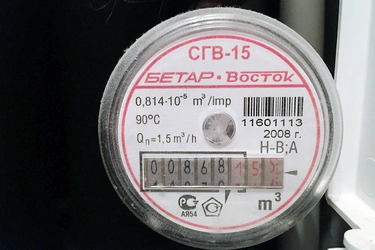 СГВ-15
БЕТАР·Восток
0,814·10⁻⁵ m³/imp
90°C
11601113
Qn=1,5 m³/h
2008 г.
H-B;A
00868
m³
АЯ54